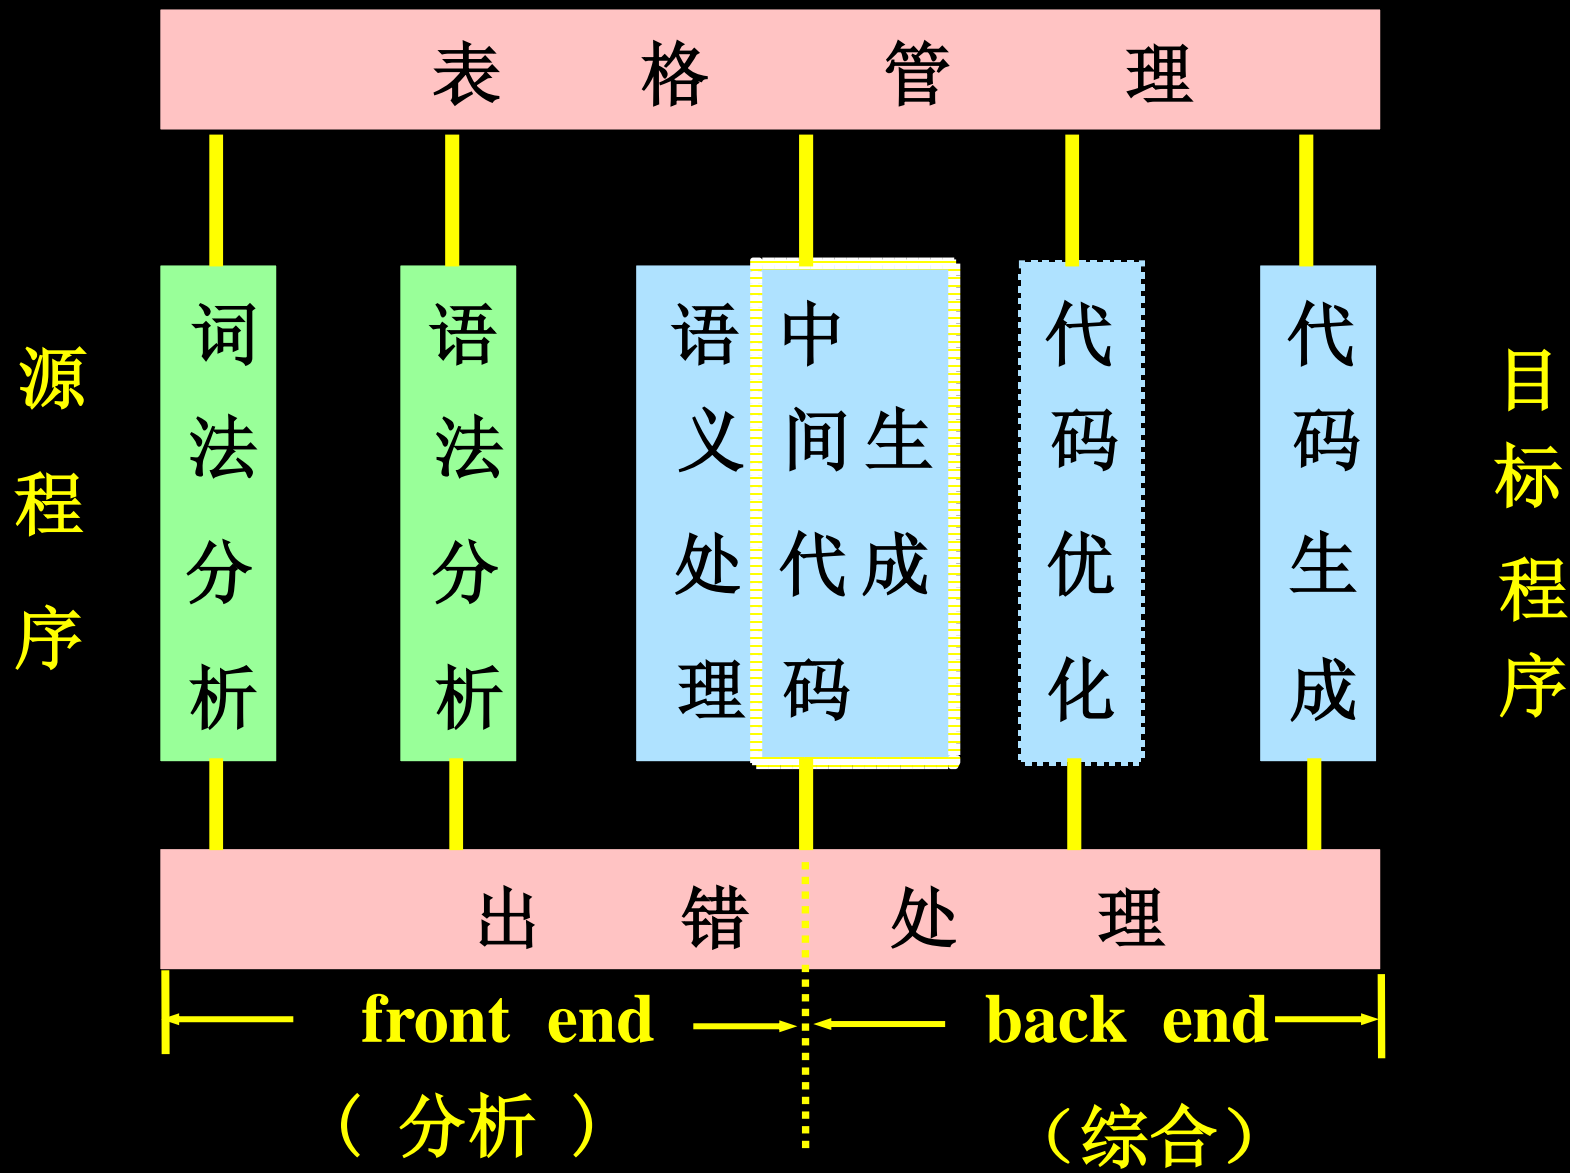 表格管理
源程序
词法分析
语法分析
语义处理
中间代码
生成
代码优化
代码生成
目标程序
出错处理
front end
back end
（分析）
（综合）